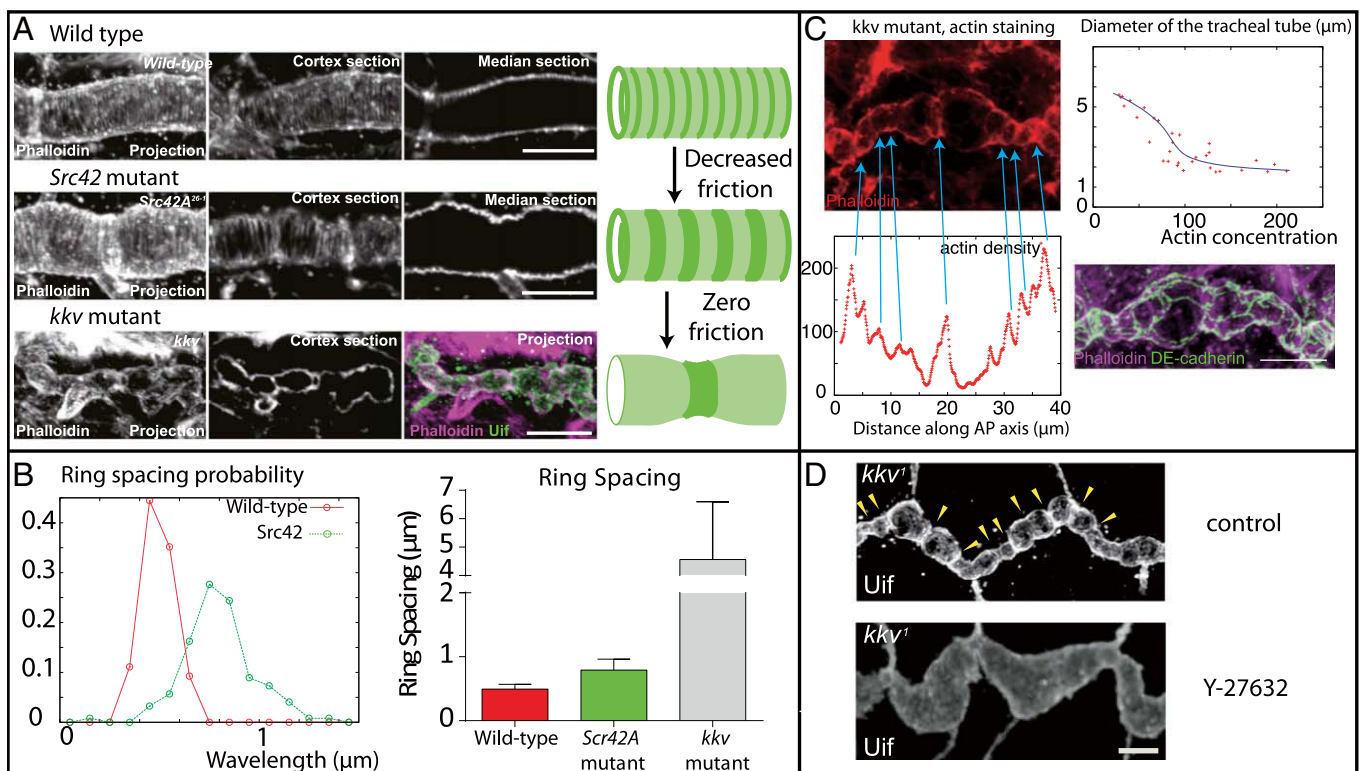 A
Wild type
Wild-type
Phalloidin
Projection
Cortex section
Median section
Src42 mutant
Src42A26-1
Phalloidin
Projection
Cortex section
Median section
kkv mutant
kkv
Phalloidin
Projection
Cortex section
Projection
Phalloidin Uif
Decreased
friction
Zero
friction
B
Ring spacing probability
Wild-type
Src42
0.4
0.3
0.2
0.1
0
0
1
Wavelength (µm)
Ring Spacing
Ring Spacing (µm)
7
6
5
4
2
1
0
Wild-type
Scr42A
mutant
kkv
mutant
C
kkv mutant, actin staining
Phalloidin
actin density
200
100
0
0
10
20
30
40
Distance along AP axis (µm)
Diameter of the tracheal tube (µm)
5
1
0
100
200
Actin concentration
Phalloidin DE-cadherin
D
kkv1
Uif
control
kkv1
Uif
Y-27632